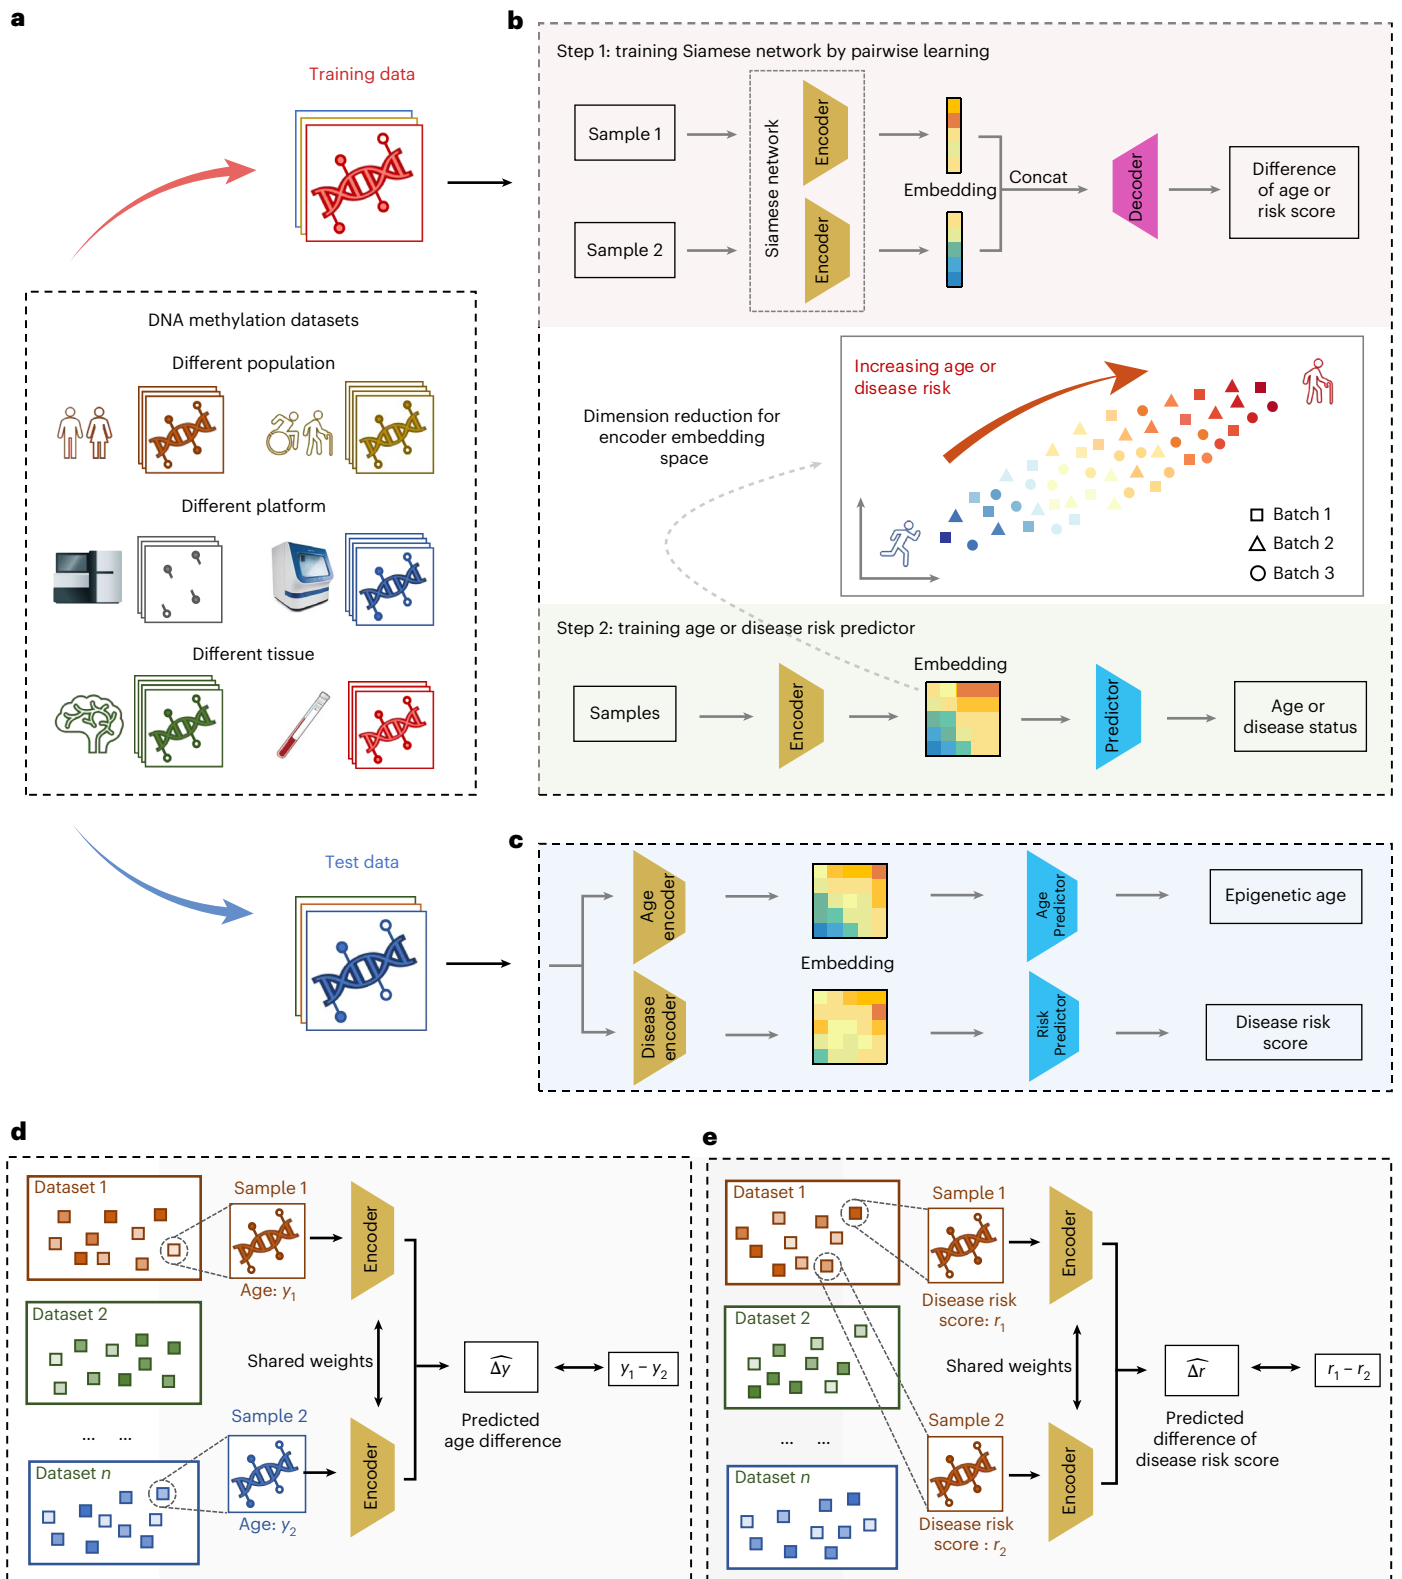 a
Training data
DNA methylation datasets
Different population
Different platform
Different tissue
Test data
b
Step 1: training Siamese network by pairwise learning
Sample 1
Sample 2
Siamese network
Encoder
Encoder
Embedding
Concat
Decoder
Difference
of age or
risk score
Dimension reduction for
encoder embedding
space
Increasing age or
disease risk
Batch 1
Batch 2
Batch 3
Step 2: training age or disease risk predictor
Samples
Encoder
Embedding
Predictor
Age or
disease status
c
Age
encoder
Disease
encoder
Embedding
Age
Predictor
Risk
Predictor
Epigenetic age
Disease risk
score
d
Dataset 1
Dataset 2
... ...
Dataset n
Sample 1
Age: y1
Encoder
Shared weights
Sample 2
Age: y2
Encoder
Δy
Predicted
age difference
y1 – y2
e
Dataset 1
Dataset 2
... ...
Dataset n
Sample 1
Disease risk
score: r1
Encoder
Shared weights
Sample 2
Disease risk
score : r2
Encoder
Δr
Predicted
difference of
disease risk score
r1 – r2